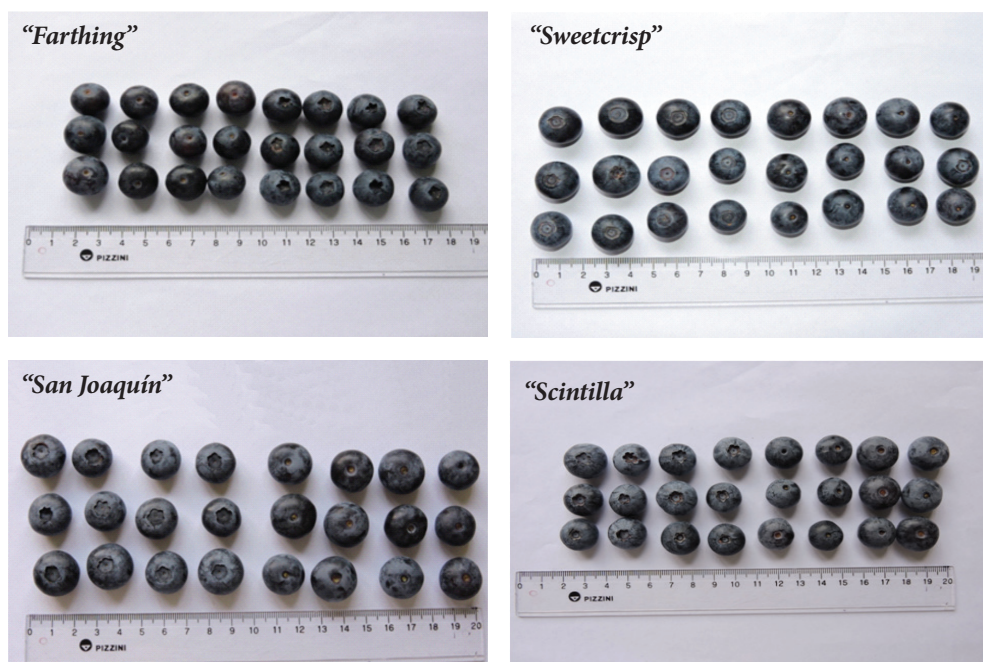 “Farthing”
0 1 2 3 4 5 6 7 8 9 10 11 12 13 14 15 16 17 18 19
PIZZINI
“Sweetcrisp”
0 1 2 3 4 5 6 7 8 9 10 11 12 13 14 15 16 17 18 19
PIZZINI
“San Joaquín”
0 1 2 3 4 5 6 7 8 9 10 11 12 13 14 15 16 17 18 19 20
PIZZINI
“Scintilla”
0 1 2 3 4 5 6 7 8 9 10 11 12 13 14 15 16 17 18 19 20
PIZZINI